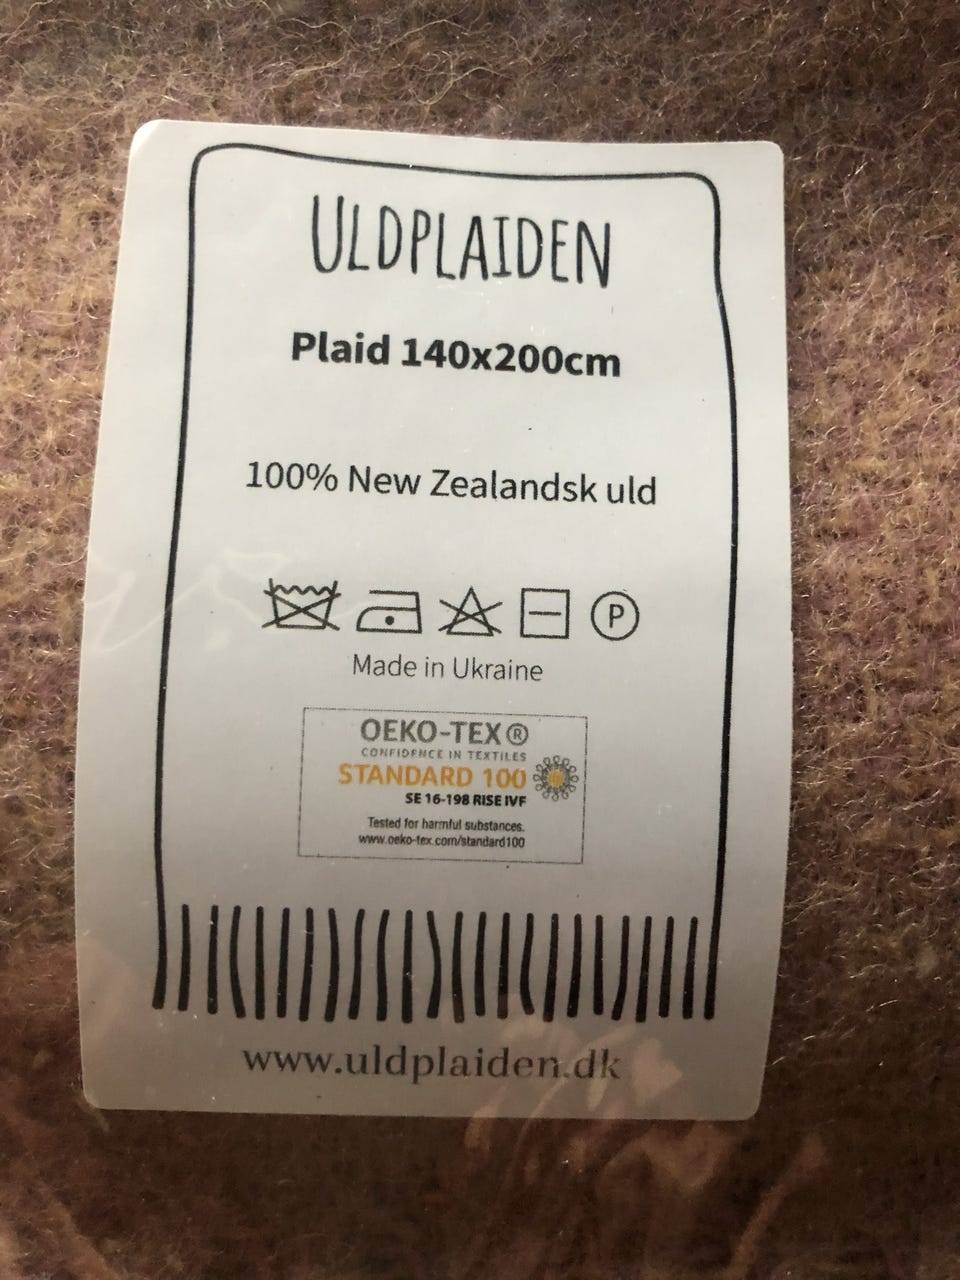 ULDPLAIDEN
Plaid 140x200cm
100% New Zealandsk uld
P
Made in Ukraine
OEKO-TEX®
CONFIDENCE IN TEXTILES
STANDARD 100
SE 16-198 RISE IVF
Tested for harmful substances.
www.oeko-tex.com/standard100
www.uldplaiden.dk